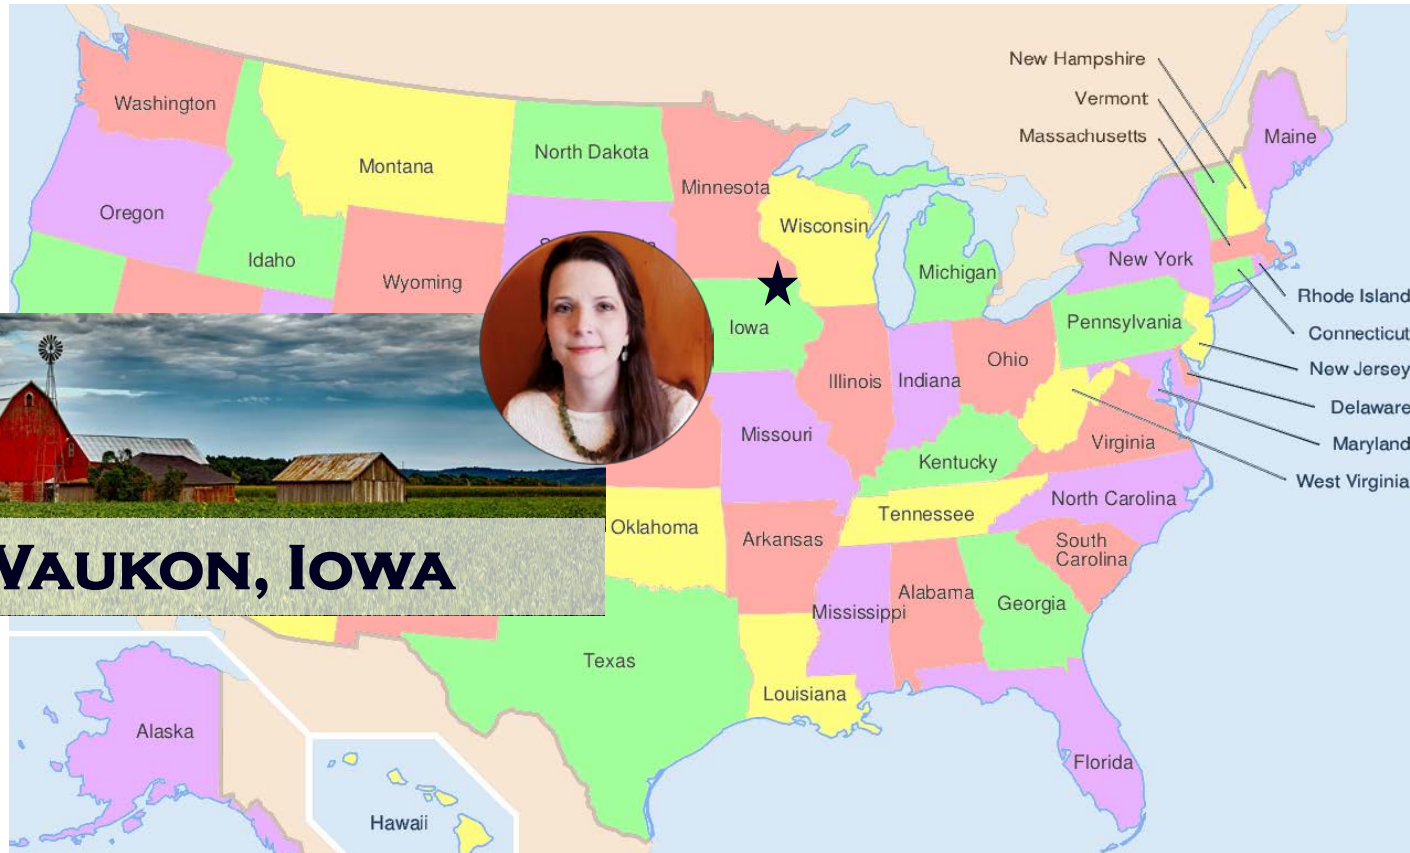 New Hampshire
Vermont
Massachusetts
Maine
Washington
Montana
North Dakota
Minnesota
Wisconsin
Oregon
Idaho
Wyoming
Michigan
New York
Rhode Island
Connecticut
New Jersey
Delaware
Maryland
West Virginia
Iowa
Pennsylvania
Illinois
Indiana
Ohio
Missouri
Kentucky
Virginia
North Carolina
Tennessee
South
Carolina
Oklahoma
Arkansas
Mississippi
Alabama
Georgia
WAUKON, IOWA
Texas
Louisiana
Florida
Alaska
Hawaii